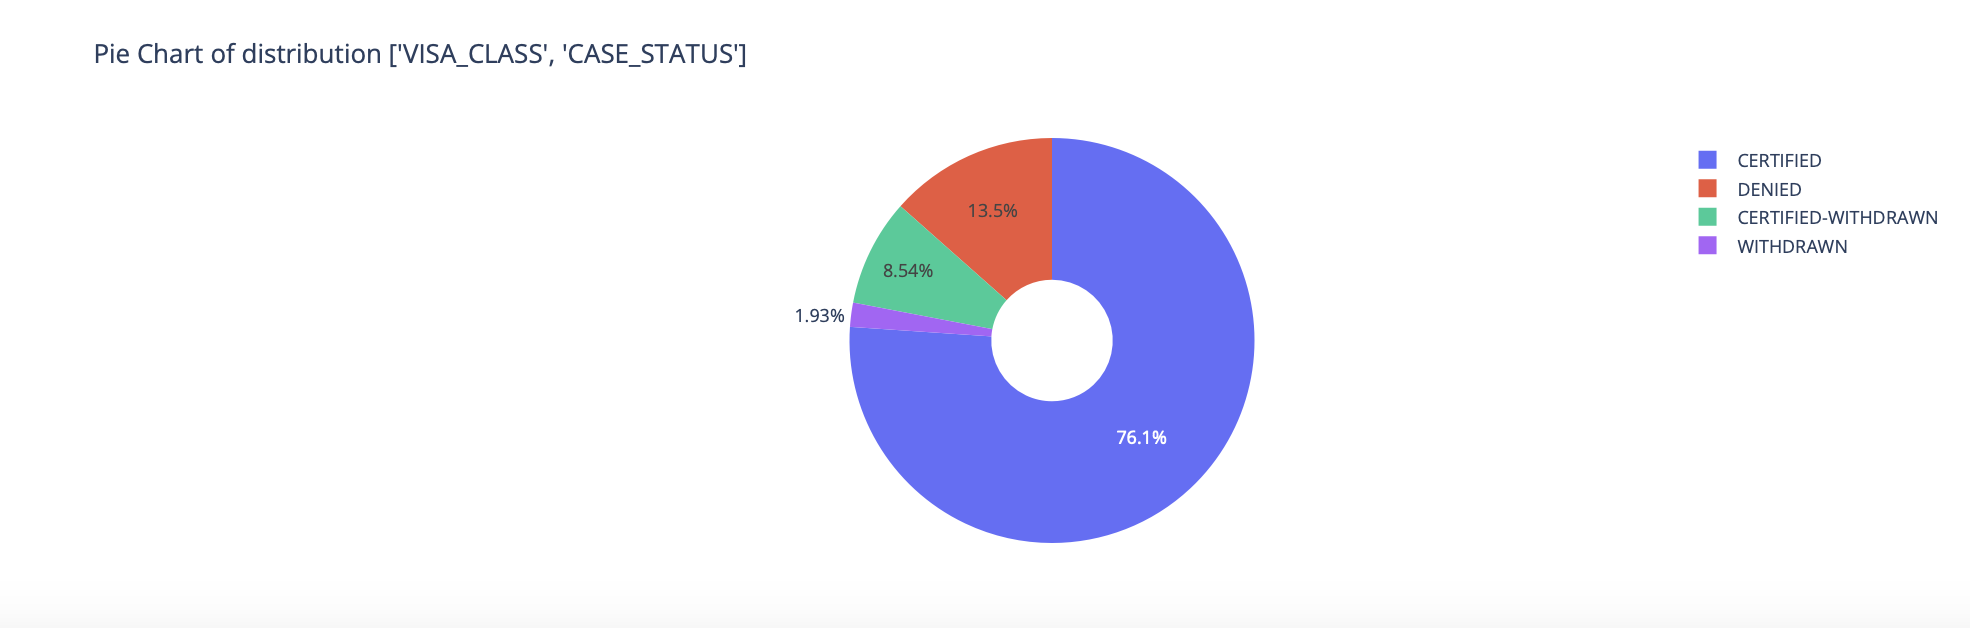 Pie Chart of distribution ['VISA_CLASS', 'CASE_STATUS']
CERTIFIED
DENIED
CERTIFIED-WITHDRAWN
WITHDRAWN
13.5%
8.54%
1.93%
76.1%